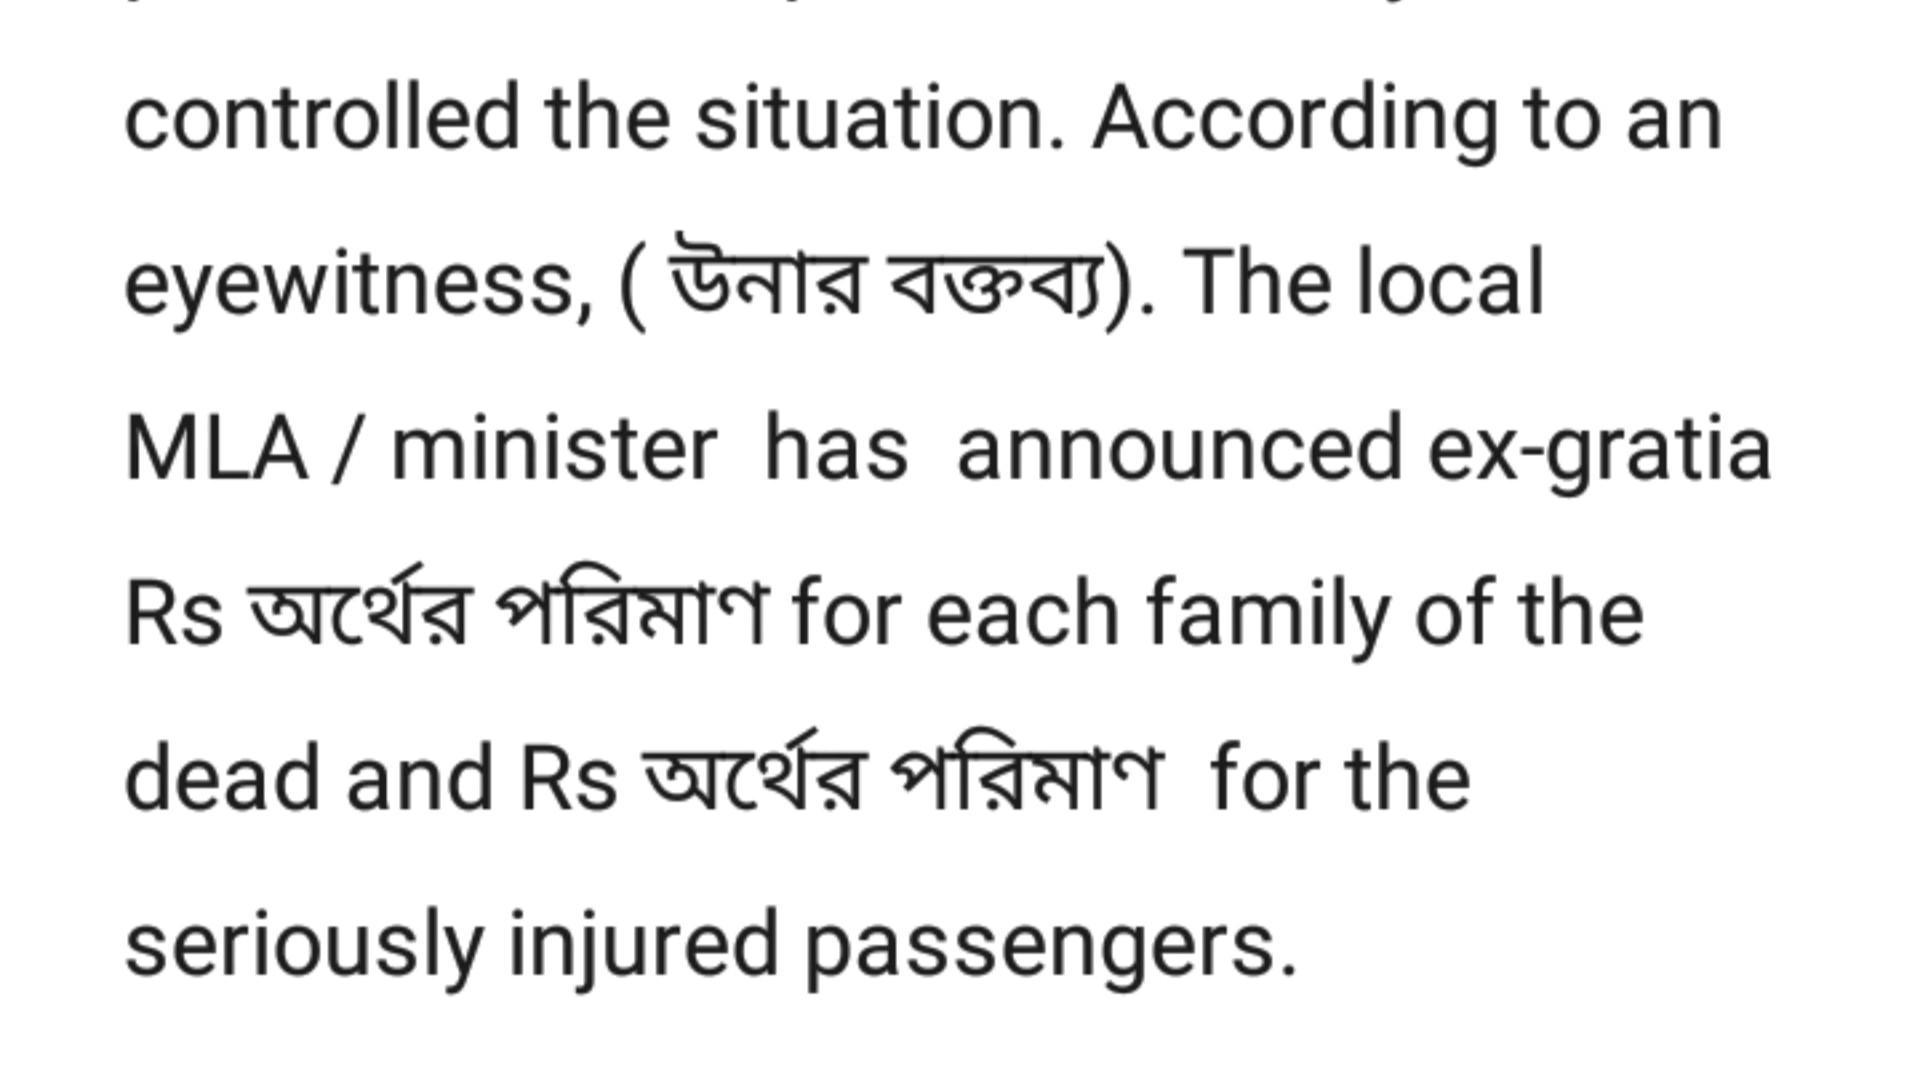 controlled the situation. According to an
eyewitness, ( উনার বক্তব্য). The local
MLA / minister  has  announced ex-gratia
Rs অর্থের পরিমাণ for each family of the
dead and Rs অর্থের পরিমাণ  for the
seriously injured passengers.